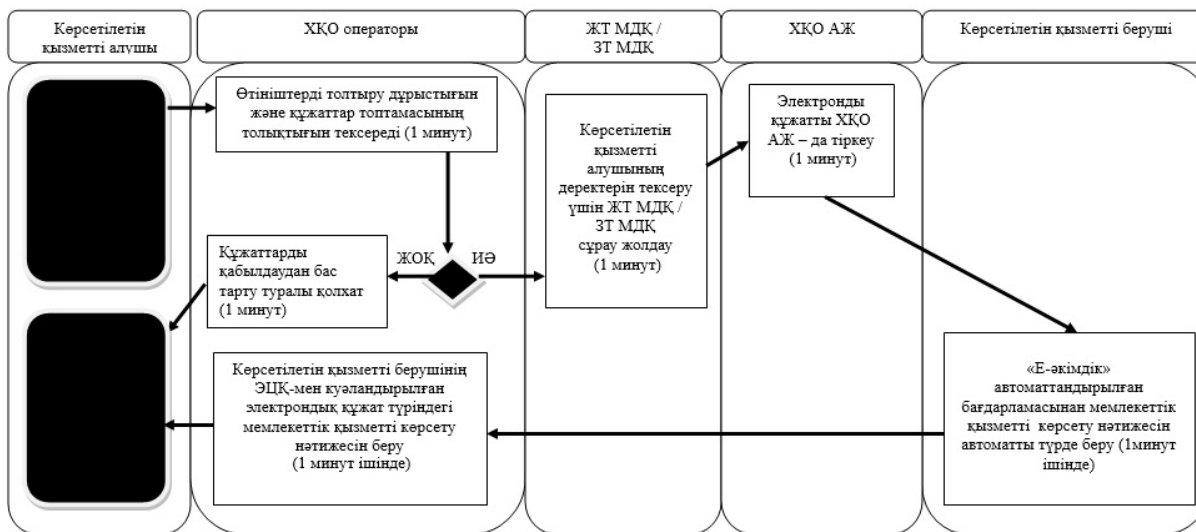 Көрсетілетін
қызметті алушы
ХҚО операторы
ЖТ МДҚ /
ЗТ МДҚ
ХҚО АЖ
Көрсетілетін қызметті беруші
Өтініштерді толтыру дұрыстығын
және құжаттар топтамасының
толықтығын тексереді (1 минут)
Құжаттарды
қабылдаудан бас
тарту туралы қолхат
(1 минут)
ЖОҚ
ИӘ
Көрсетілетін
қызметті
алушының
деректерін тексеру
үшін ЖТ МДҚ /
ЗТ МДҚ
сұрау жолдау
(1 минут)
Электронды
құжатты ХҚО
АЖ – да тіркеу
(1 минут)
Көрсетілетін қызметті берушінің
ЭЦҚ-мен куәландырылған
электрондық құжат түріндегі
мемлекеттік қызметті көрсету
нәтижесін беру
(1 минут ішінде)
«Е-әкімдік»
автоматтандырылған
бағдарламасынан мемлекеттік
қызметті көрсету нәтижесін
автоматты түрде беру (1минут
ішінде)